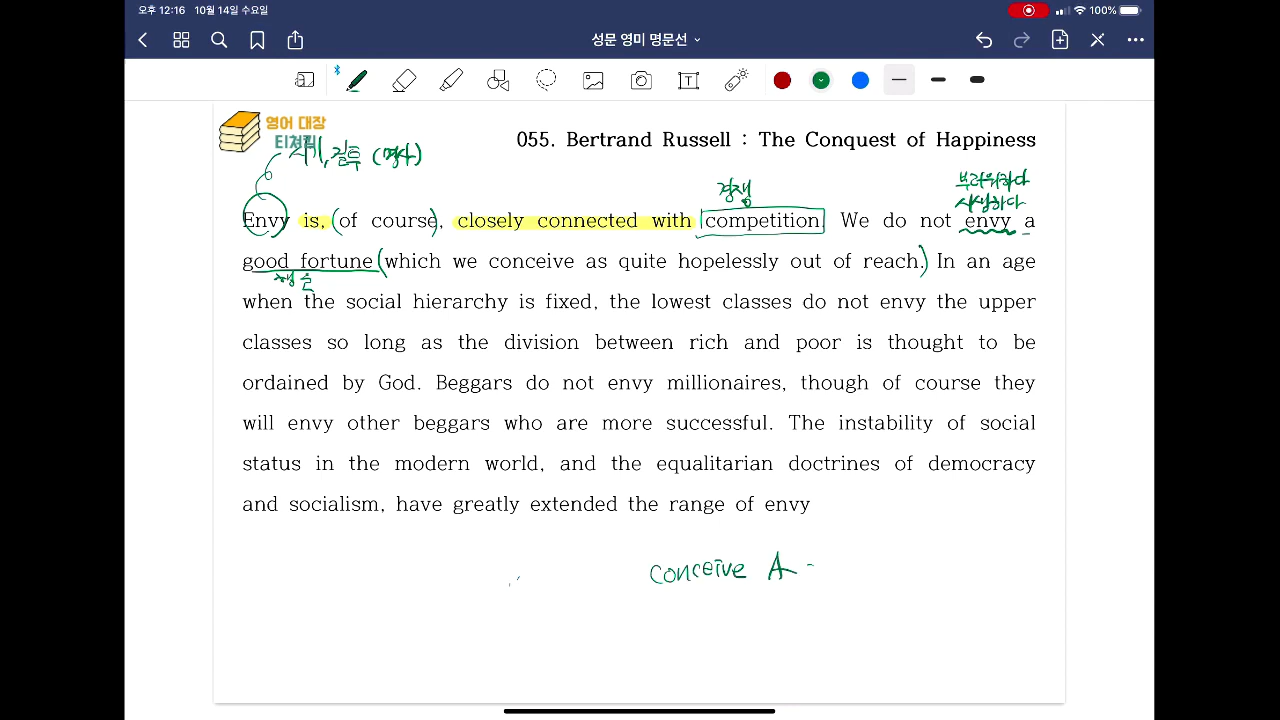 오후 12:16 10월 14일 수요일
100%
성문 영미 명문선
영어 대장
티쳐킴
055. Bertrand Russell : The Conquest of Happiness
시기, 질투 (명사)
경쟁
부러워하다
시샘하다
Envy is, (of course), closely connected with competition. We do not envy a
good fortune (which we conceive as quite hopelessly out of reach.) In an age
행운
when the social hierarchy is fixed, the lowest classes do not envy the upper
classes so long as the division between rich and poor is thought to be
ordained by God. Beggars do not envy millionaires, though of course they
will envy other beggars who are more successful. The instability of social
status in the modern world, and the equalitarian doctrines of democracy
and socialism, have greatly extended the range of envy
conceive A